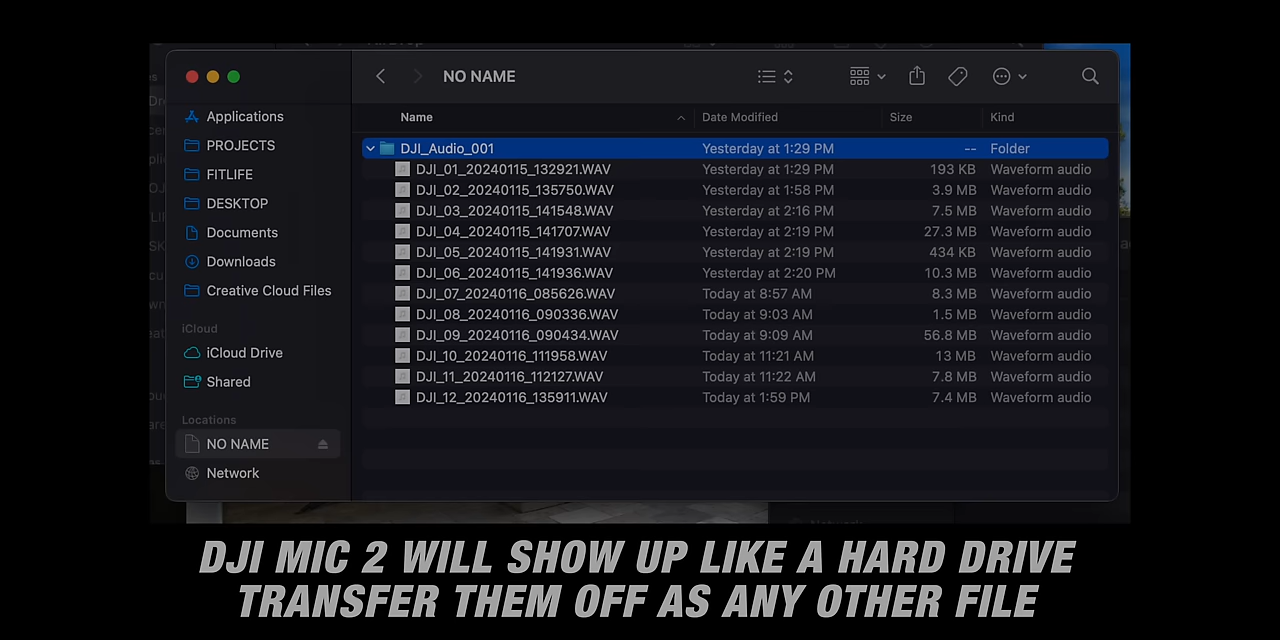 NO NAME
Name Date Modified Size Kind
Applications
PROJECTS
FITLIFE
DESKTOP
Documents
Downloads
Creative Cloud Files
iCloud
iCloud Drive
Shared
Locations
NO NAME
Network
DJI_Audio_001 Yesterday at 1:29 PM -- Folder
DJI_01_20240115_132921.WAV Yesterday at 1:29 PM 193 KB Waveform audio
DJI_02_20240115_135750.WAV Yesterday at 1:58 PM 3.9 MB Waveform audio
DJI_03_20240115_141548.WAV Yesterday at 2:16 PM 7.5 MB Waveform audio
DJI_04_20240115_141707.WAV Yesterday at 2:19 PM 27.3 MB Waveform audio
DJI_05_20240115_141931.WAV Yesterday at 2:19 PM 434 KB Waveform audio
DJI_06_20240115_141936.WAV Yesterday at 2:20 PM 10.3 MB Waveform audio
DJI_07_20240116_085626.WAV Today at 8:57 AM 8.3 MB Waveform audio
DJI_08_20240116_090336.WAV Today at 9:03 AM 1.5 MB Waveform audio
DJI_09_20240116_090434.WAV Today at 9:09 AM 56.8 MB Waveform audio
DJI_10_20240116_111958.WAV Today at 11:21 AM 13 MB Waveform audio
DJI_11_20240116_112127.WAV Today at 11:22 AM 7.8 MB Waveform audio
DJI_12_20240116_135911.WAV Today at 1:59 PM 7.4 MB Waveform audio
DJI MIC 2 WILL SHOW UP LIKE A HARD DRIVE
TRANSFER THEM OFF AS ANY OTHER FILE